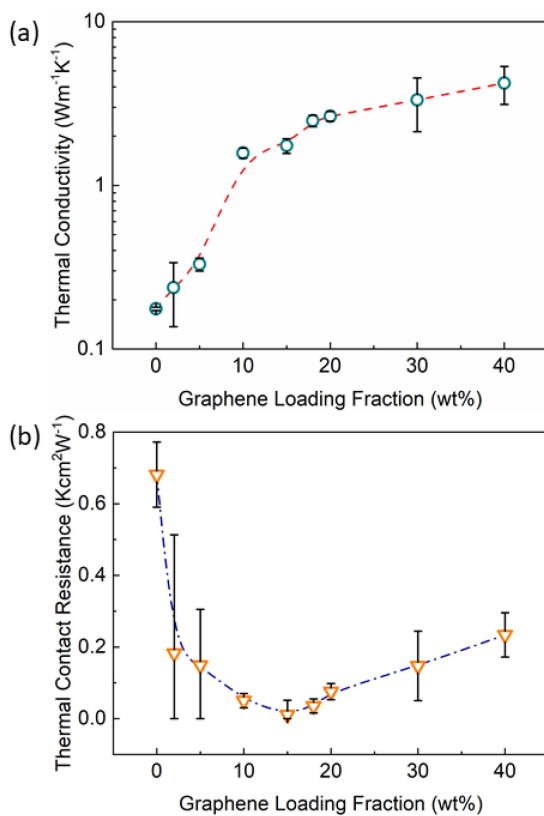 (a)
Thermal Conductivity (Wm⁻¹K⁻¹)
10
1
0.1
0 10 20 30 40
Graphene Loading Fraction (wt%)
(b)
Thermal Contact Resistance (Kcm²W⁻¹)
0.8
0.6
0.4
0.2
0.0
0 10 20 30 40
Graphene Loading Fraction (wt%)